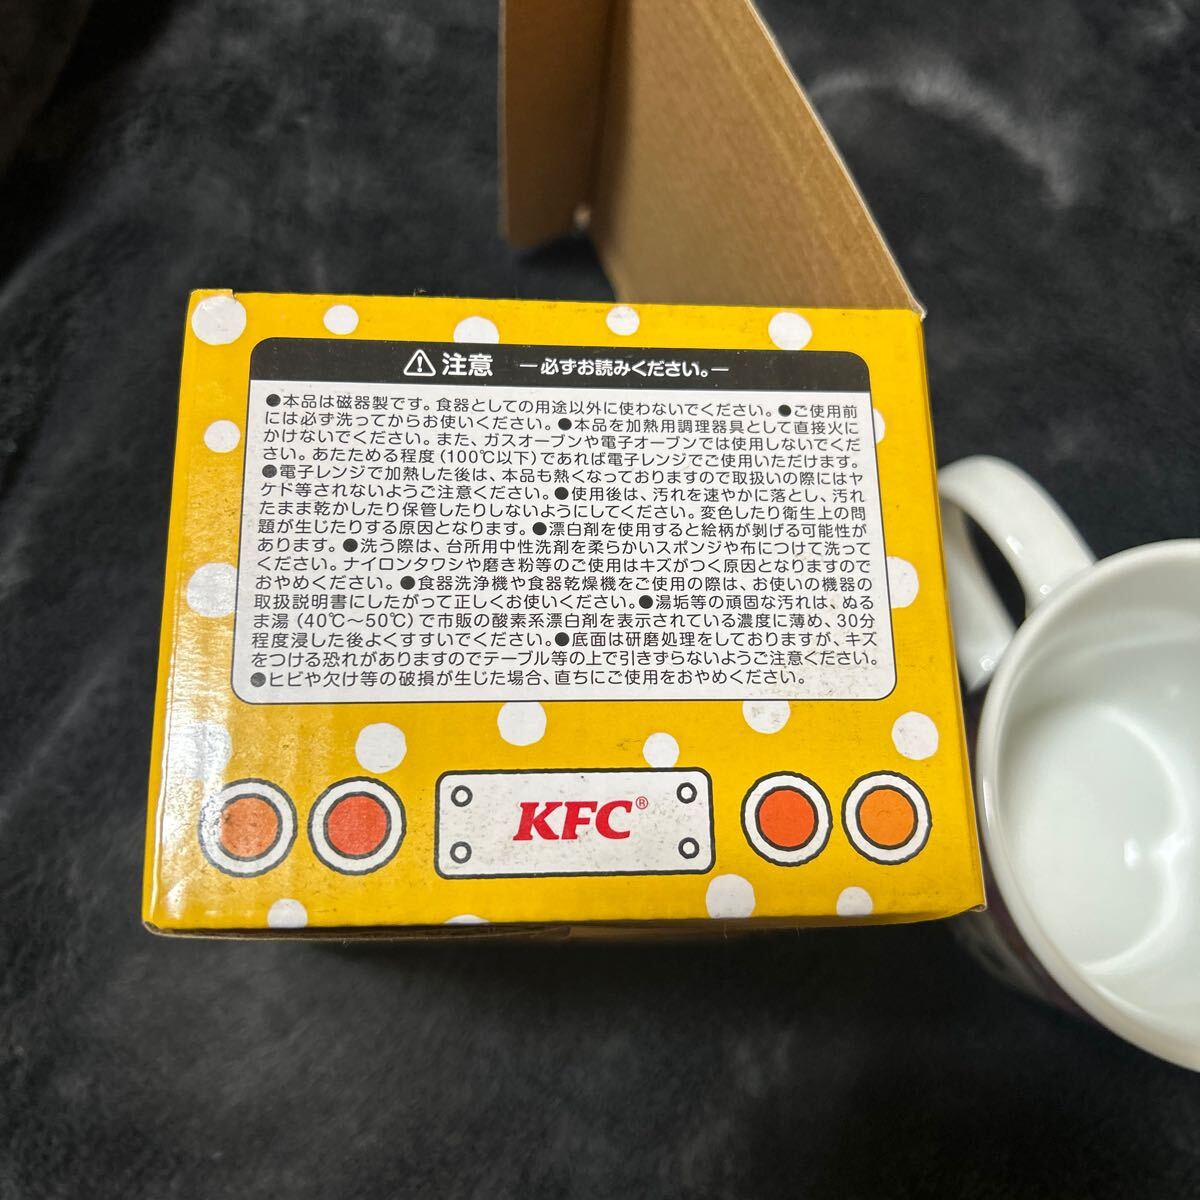 ⚠注意 ー必ずお読みください。ー
●本品は磁器製です。食器としての用途以外に使わないでください。●ご使用前
には必ず洗ってからお使いください。●本品を加熱用調理器具として直接火に
かけないでください。また、ガスオーブンや電子オーブンでは使用しないでくだ
さい。あたためる程度(100℃以下)であれば電子レンジでご使用いただけます。
●電子レンジで加熱した後は、本品も熱くなっておりますので取扱いの際にはヤ
ケド等されないようご注意ください。●使用後は、汚れを速やかに落とし、汚れ
たまま乾かしたり保管したりしないようにしてください。変色したり衛生上の問
題が生じたりする原因となります。●漂白剤を使用すると絵柄が剥げる可能性が
あります。●洗う際は、台所用中性洗剤を柔らかいスポンジや布につけて洗って
ください。ナイロンタワシや磨き粉等のご使用はキズがつく原因となりますので
おやめください。●食器洗浄機や食器乾燥機をご使用の際は、お使いの機器の
取扱説明書にしたがって正しくお使いください。●湯垢等の頑固な汚れは、ぬる
ま湯(40℃〜50℃)で市販の酸素系漂白剤を表示されている濃度に薄め、30分
程度浸した後よくすすいでください。●底面は研磨処理をしておりますが、キズ
をつける恐れがありますのでテーブル等の上で引きずらないようご注意ください。
●ヒビや欠け等の破損が生じた場合、直ちにご使用をおやめください。
KFC®